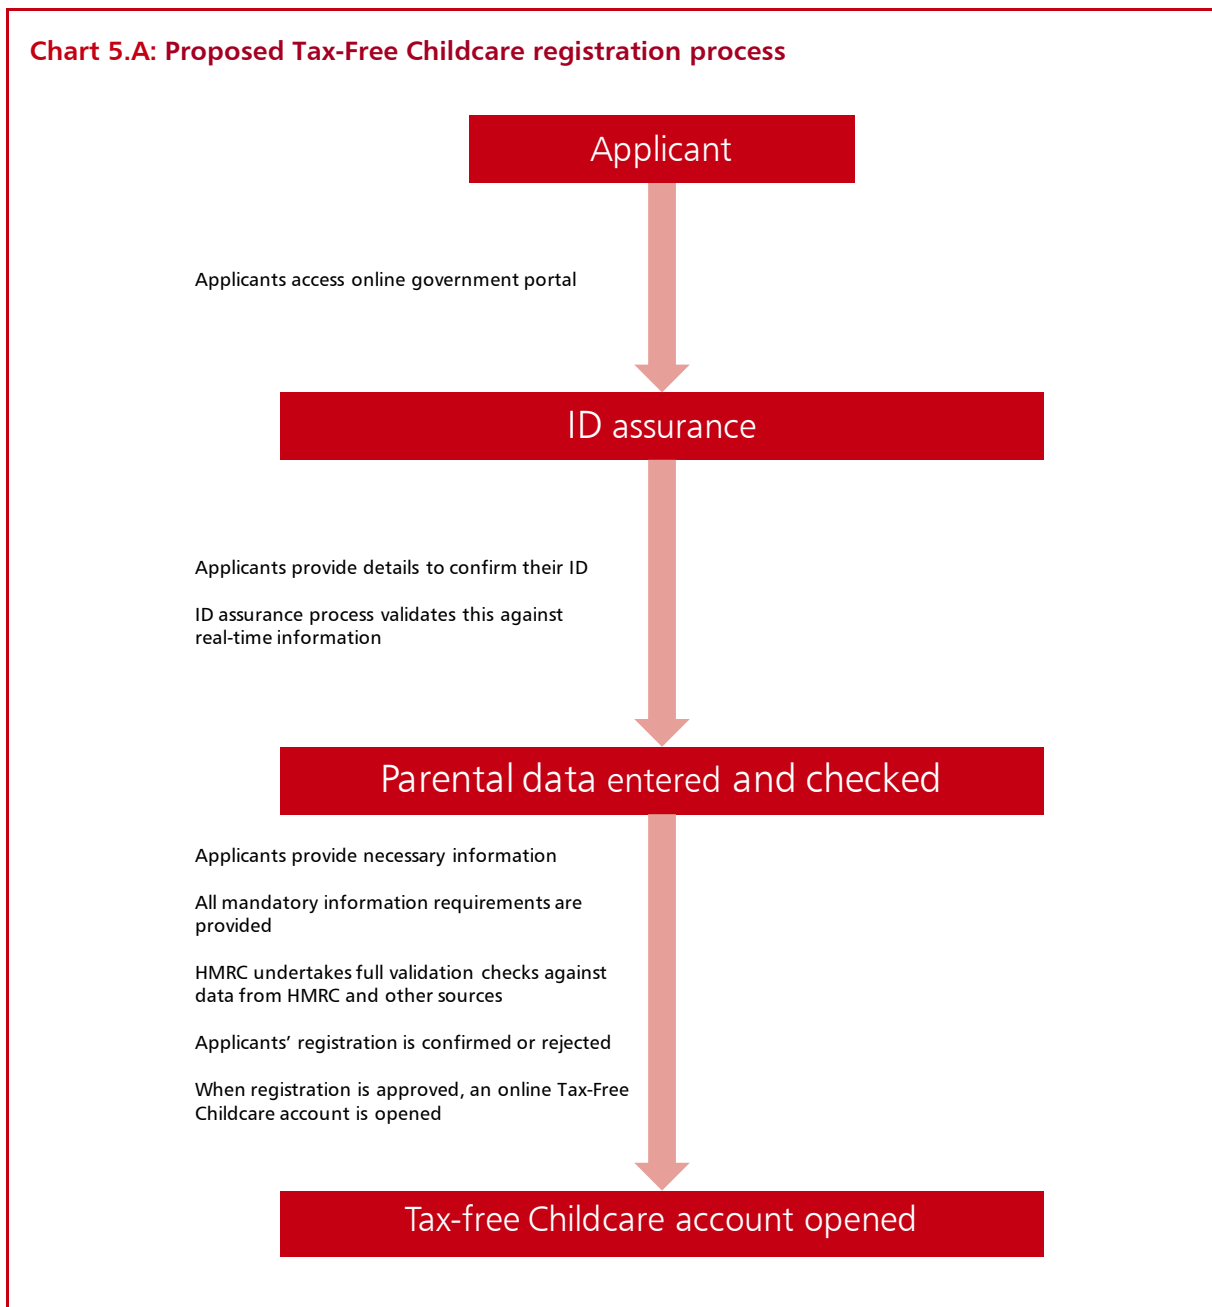 Chart 5.A: Proposed Tax-Free Childcare registration process
Applicant
Applicants access online government portal
ID assurance
Applicants provide details to confirm their ID
ID assurance process validates this against
real-time information
Parental data entered and checked
Applicants provide necessary information
All mandatory information requirements are
provided
HMRC undertakes full validation checks against
data from HMRC and other sources
Applicants’ registration is confirmed or rejected
When registration is approved, an online Tax-Free
Childcare account is opened
Tax-free Childcare account opened